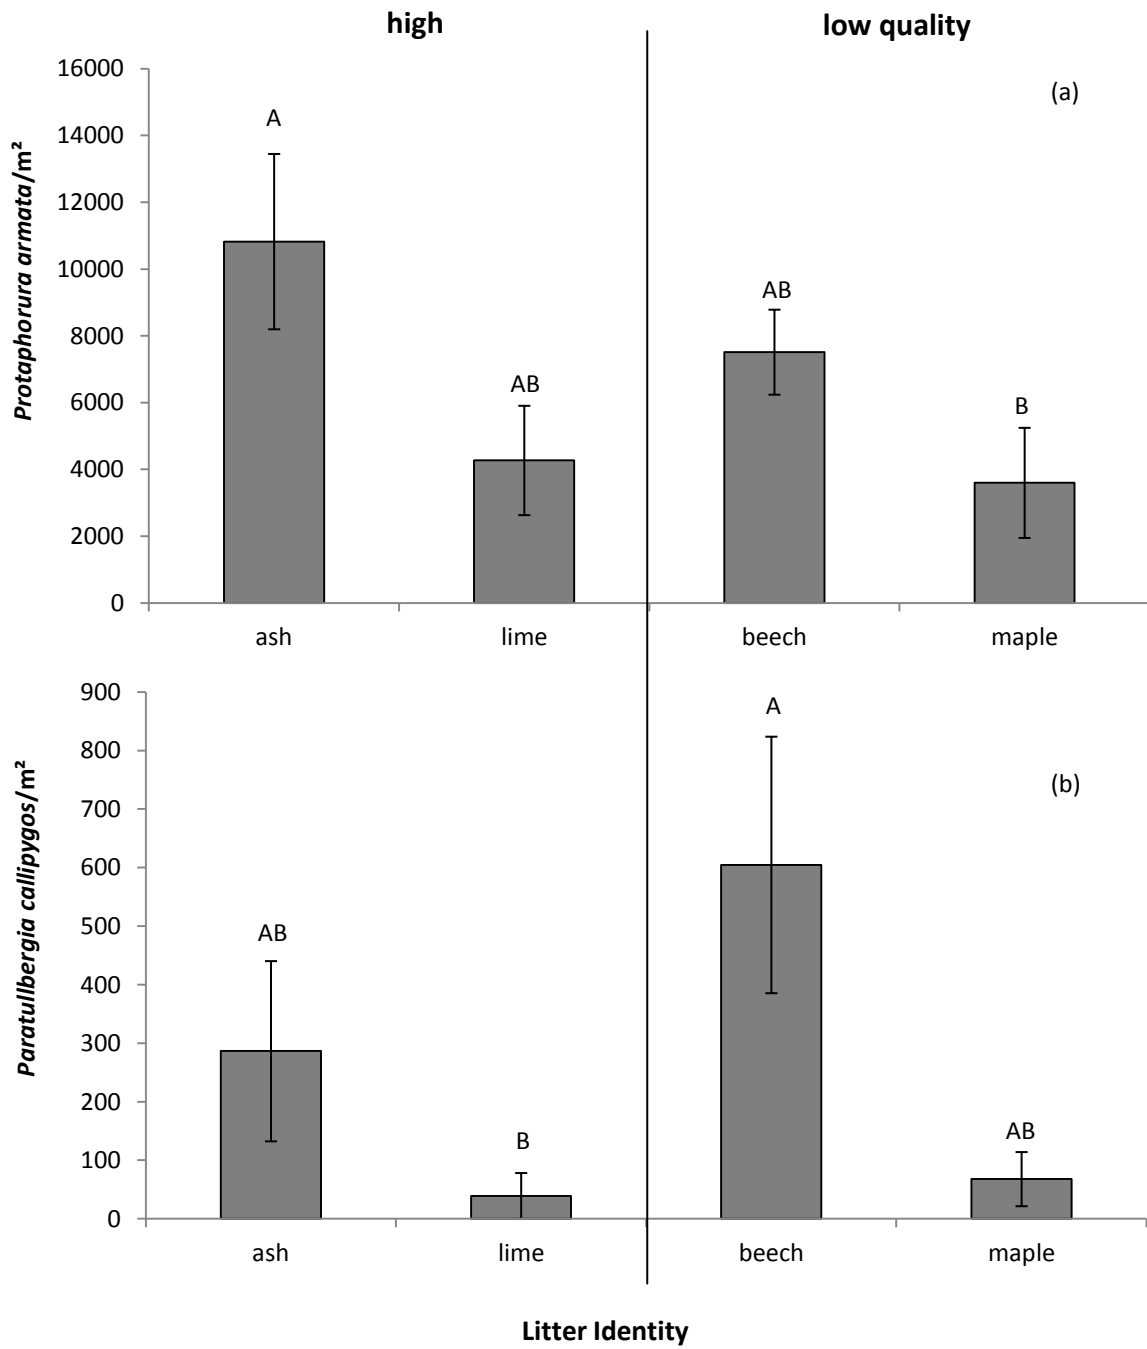 high low quality
16000
14000
12000
10000
8000
6000
4000
2000
0
Protaphorura armata/m²
(a)
A
AB
AB
B
ash lime beech maple
900
800
700
600
500
400
300
200
100
0
Paratullbergia callipygos/m²
(b)
AB
B
A
AB
ash lime beech maple
Litter Identity